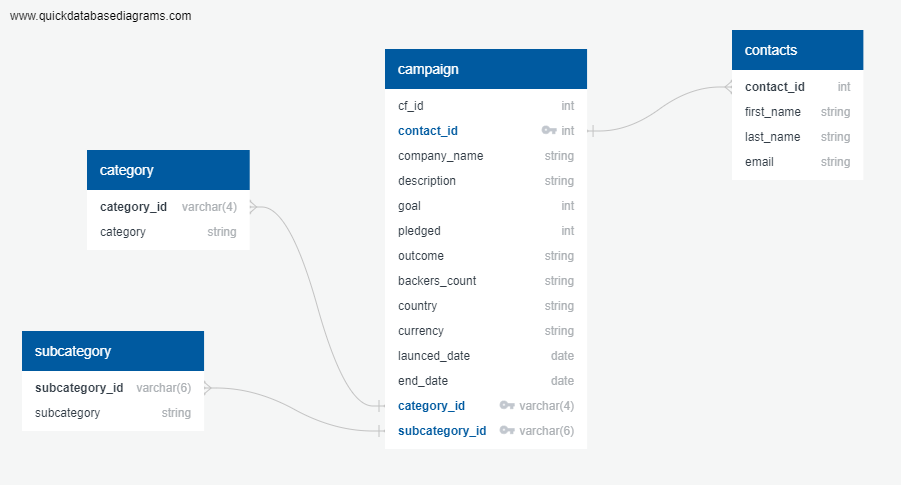 www.quickdatabasediagrams.com
campaign
cf_id int
contact_id int
company_name string
description string
goal int
pledged int
outcome string
backers_count string
country string
currency string
launced_date date
end_date date
category_id varchar(4)
subcategory_id varchar(6)
contacts
contact_id int
first_name string
last_name string
email string
category
category_id varchar(4)
category string
subcategory
subcategory_id varchar(6)
subcategory string